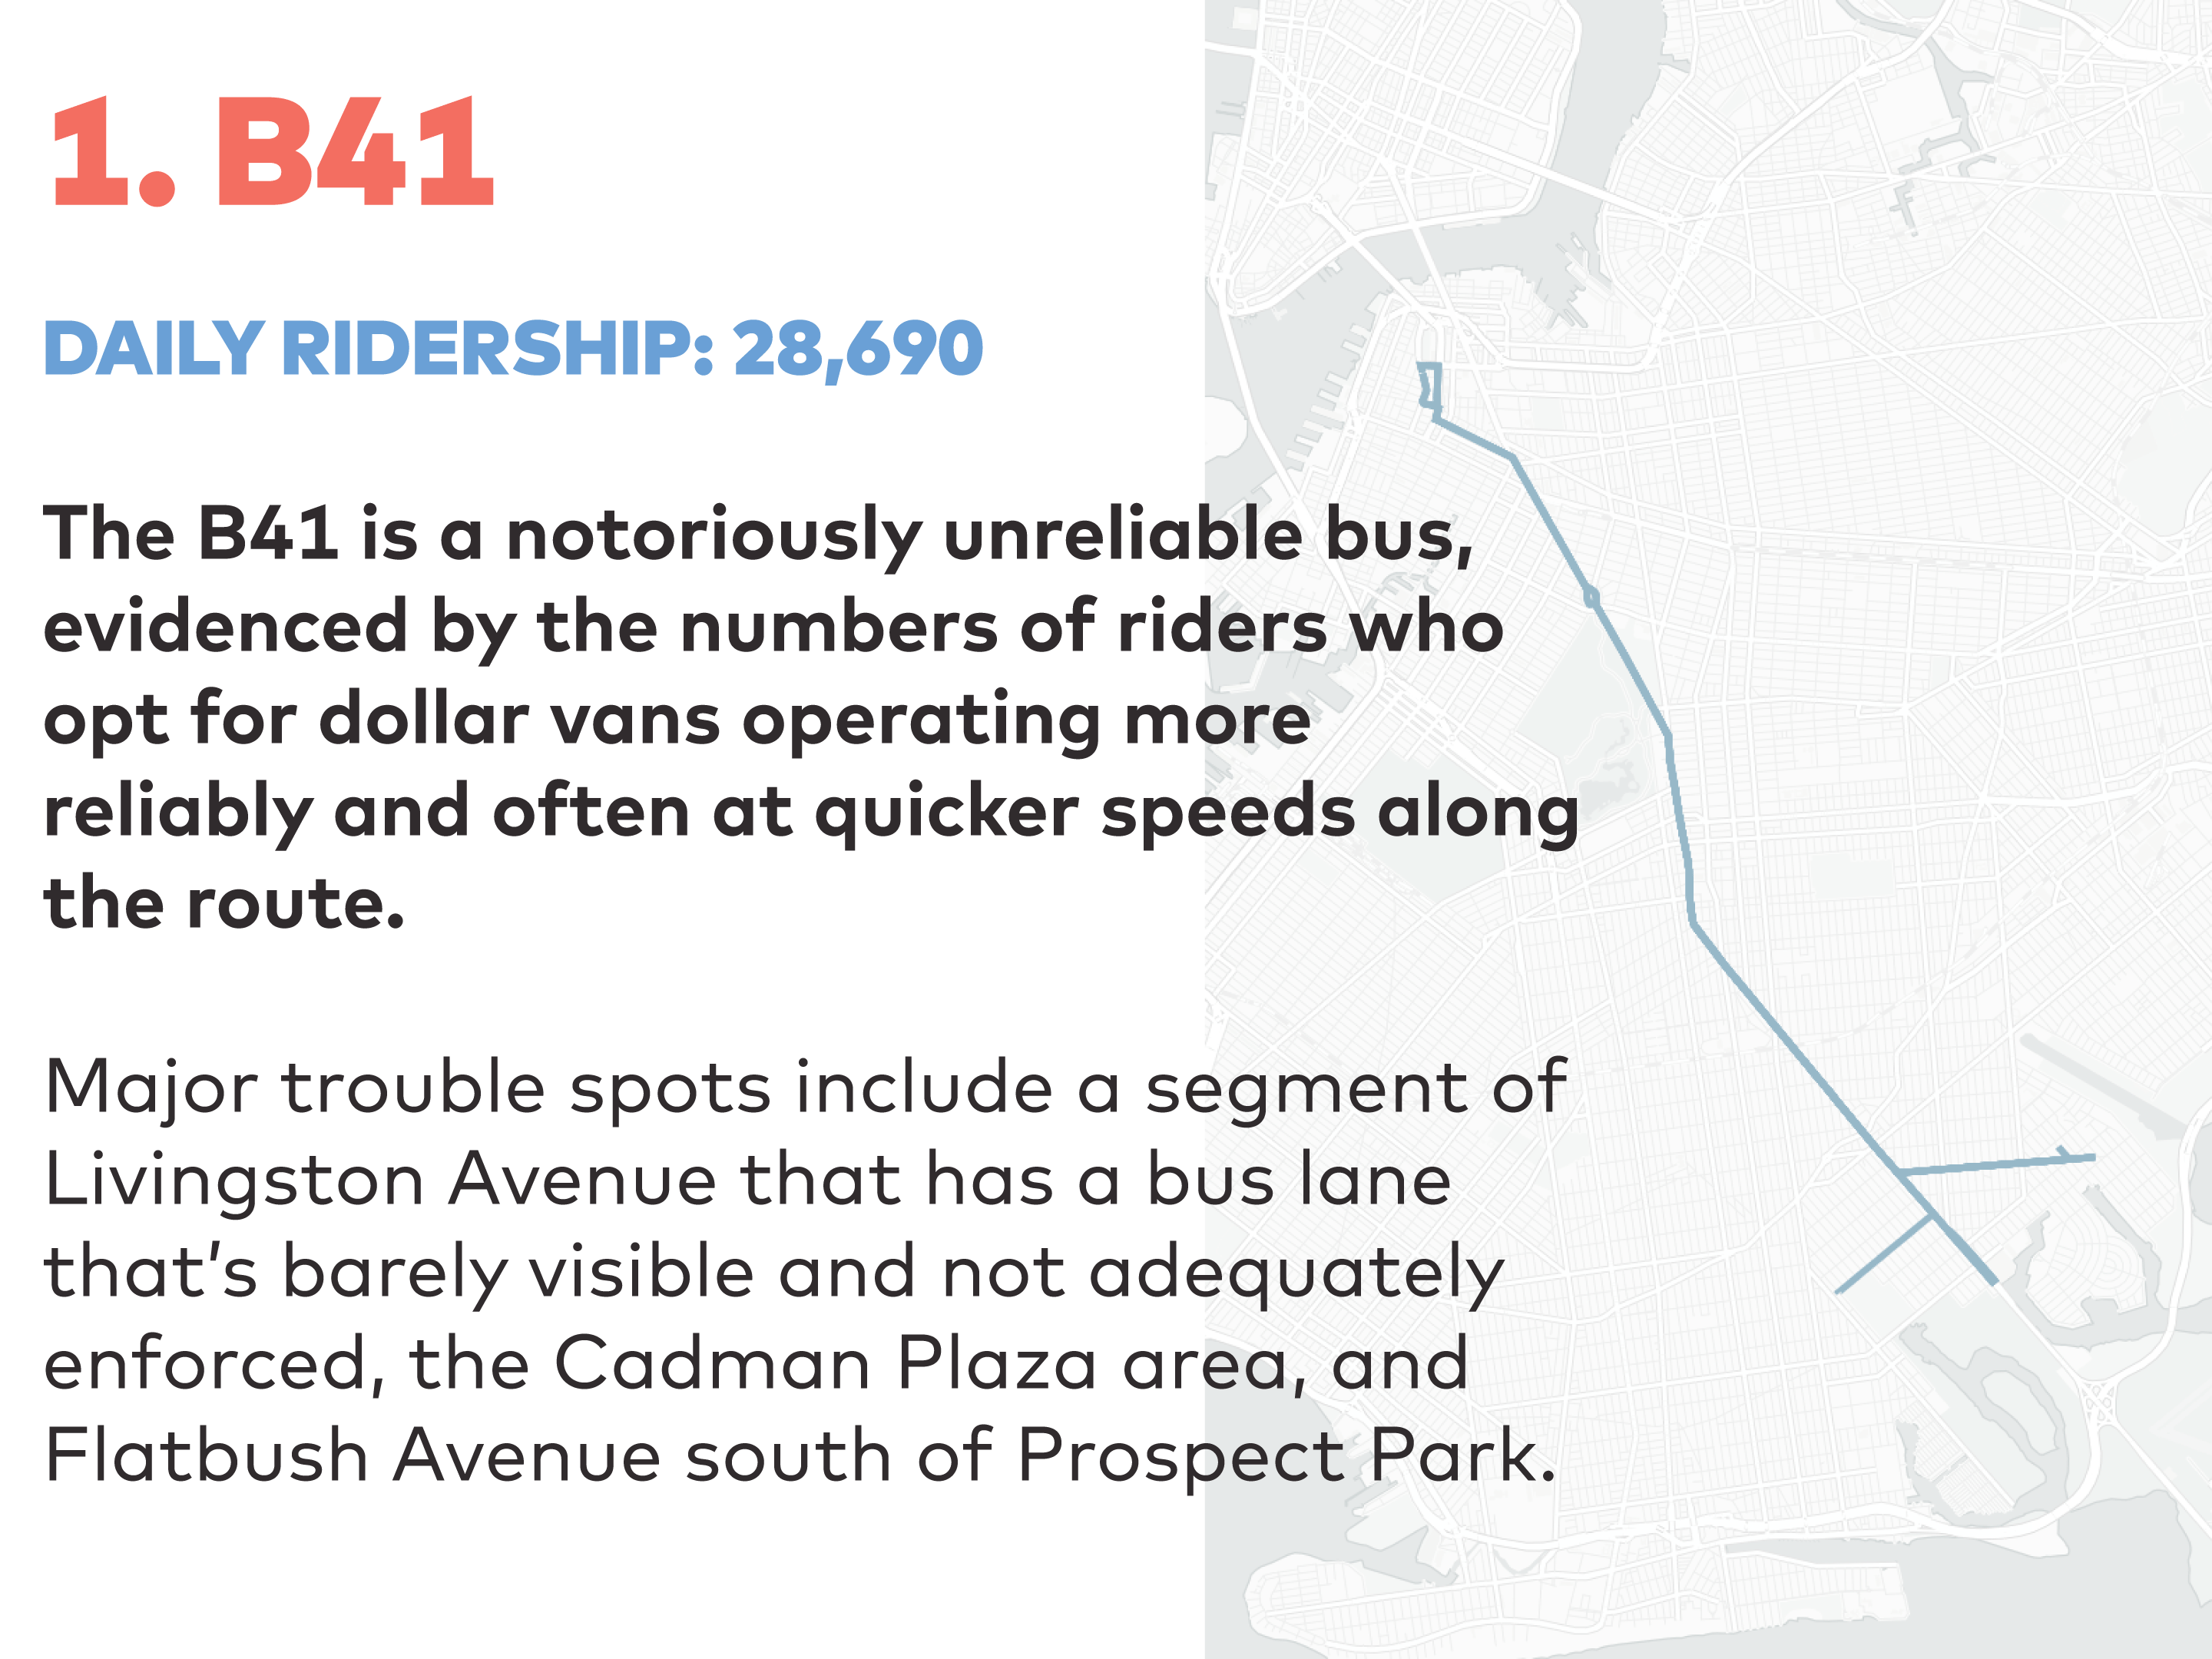 1. B41
DAILY RIDERSHIP: 28,690
The B41 is a notoriously unreliable bus,
evidenced by the numbers of riders who
opt for dollar vans operating more
reliably and often at quicker speeds along
the route.
Major trouble spots include a segment of
Livingston Avenue that has a bus lane
that’s barely visible and not adequately
enforced, the Cadman Plaza area, and
Flatbush Avenue south of Prospect Park.